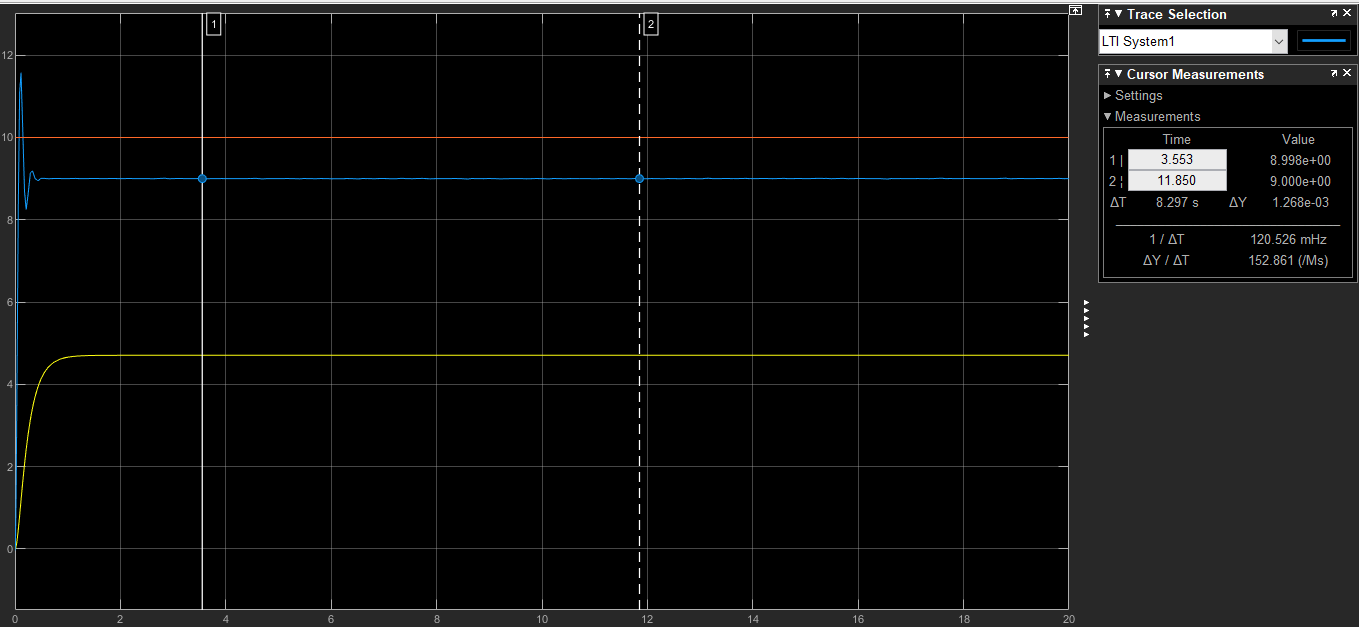 1
2
12
10
8
6
4
2
0
0 2 4 6 8 10 12 14 16 18 20
Trace Selection
LTI System1
Cursor Measurements
Settings
Measurements
Time Value
1 | 3.553 8.998e+00
2 ¦ 11.850 9.000e+00
ΔT 8.297 s ΔY 1.268e-03
1 / ΔT 120.526 mHz
ΔY / ΔT 152.861 (/Ms)